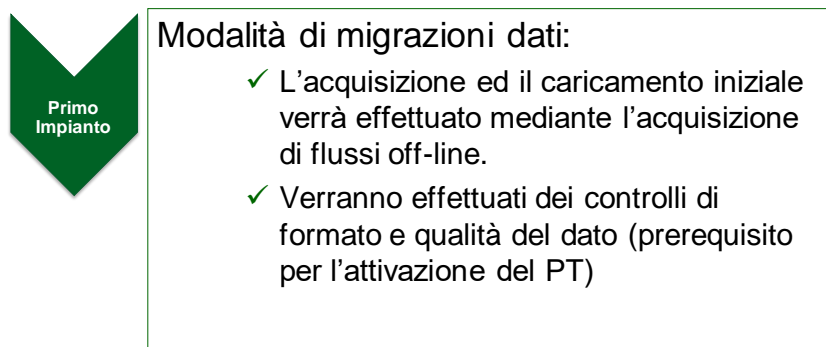 Primo
Impianto
Modalità di migrazioni dati:
✓ L'acquisizione ed il caricamento iniziale
verrà effettuato mediante l'acquisizione
di flussi off-line.
✓ Verranno effettuati dei controlli di
formato e qualità del dato (prerequisito
per l'attivazione del PT)